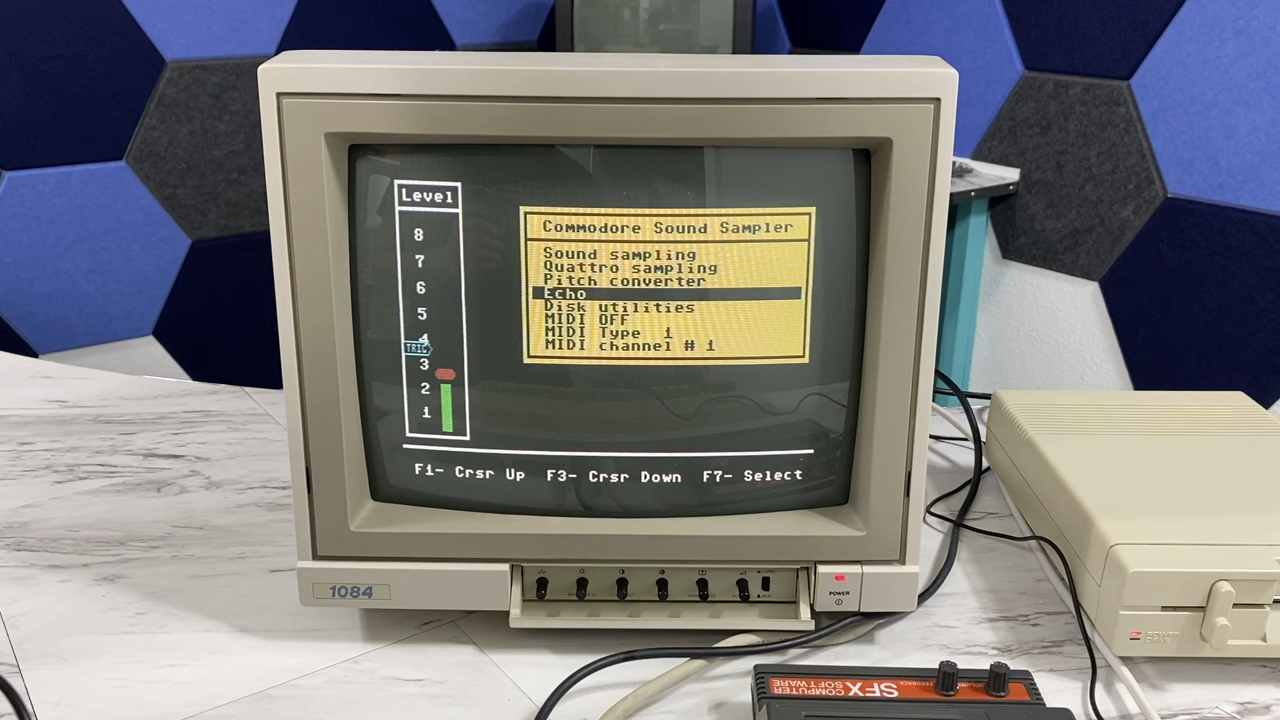 Level
8
7
6
5
4
TRIG
3
2
1
Commodore Sound Sampler
Sound sampling
Quattro sampling
Pitch converter
Echo
Disk utilities
MIDI OFF
MIDI Type 1
MIDI channel # 1
F1- Crsr Up F3- Crsr Down F7- Select
1084
POWER
COMPUTER
SFX SOFTWARE
FEEDBACK